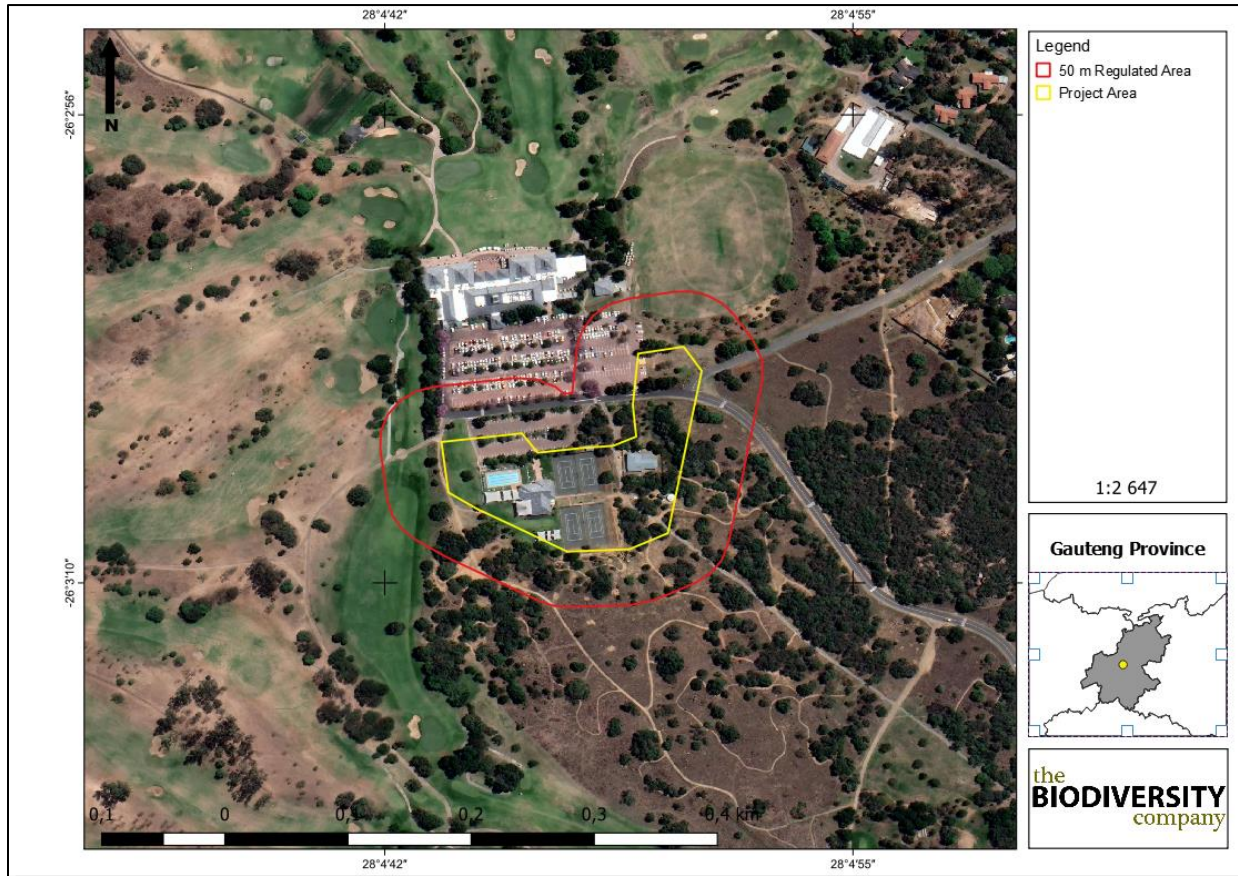 28°4'42"
28°4'55"
N
-26°2'56"
-26°3'10"
0,1 0 0,1 0,2 0,3 0,4 km
28°4'42"
28°4'55"
Legend
50 m Regulated Area
Project Area
1:2 647
Gauteng Province
the
BIODIVERSITY
company